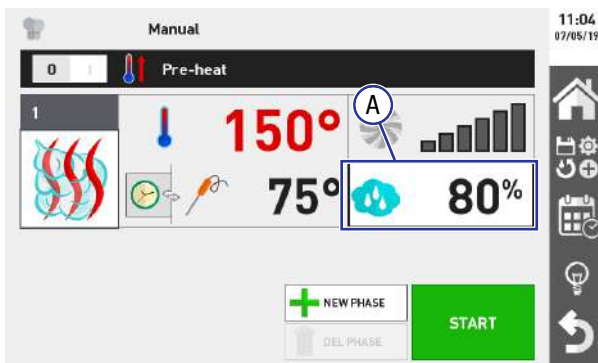 Manual
11:04
07/05/19
0 I Pre-heat
1
A
150°
75°
80%
NEW PHASE
DEL PHASE
START